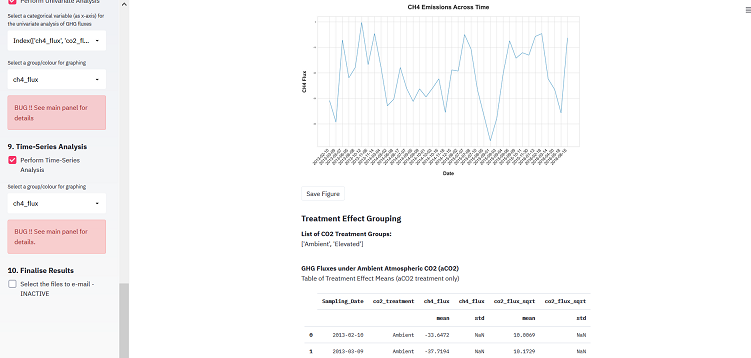 Perform Univariate Analysis
Select a categorical variable (as x-axis) for
the univariate analysis of GHG fluxes
Index(['ch4_flux', 'co2_fl...
Select a group/colour for graphing
ch4_flux
BUG !! See main panel for
details
9. Time-Series Analysis
Perform Time-Series
Analysis
Select a group/colour for graphing
ch4_flux
BUG !! See main panel for
details.
10. Finalise Results
Select the files to e-mail -
INACTIVE
CH4 Emissions Across Time
CH4 Flux
Date
Save Figure
Treatment Effect Grouping
List of CO2 Treatment Groups:
['Ambient', 'Elevated']
GHG Fluxes under Ambient Atmospheric CO2 (aCO2)
Table of Treatment Effect Means (aCO2 treatment only)
Sampling_Date co2_treatment ch4_flux ch4_flux co2_flux_sqrt co2_flux_sqrt
mean std mean std
0 2013-02-10 Ambient -33.6472 NaN 10.0869 NaN
1 2013-03-09 Ambient -37.7194 NaN 10.1729 NaN